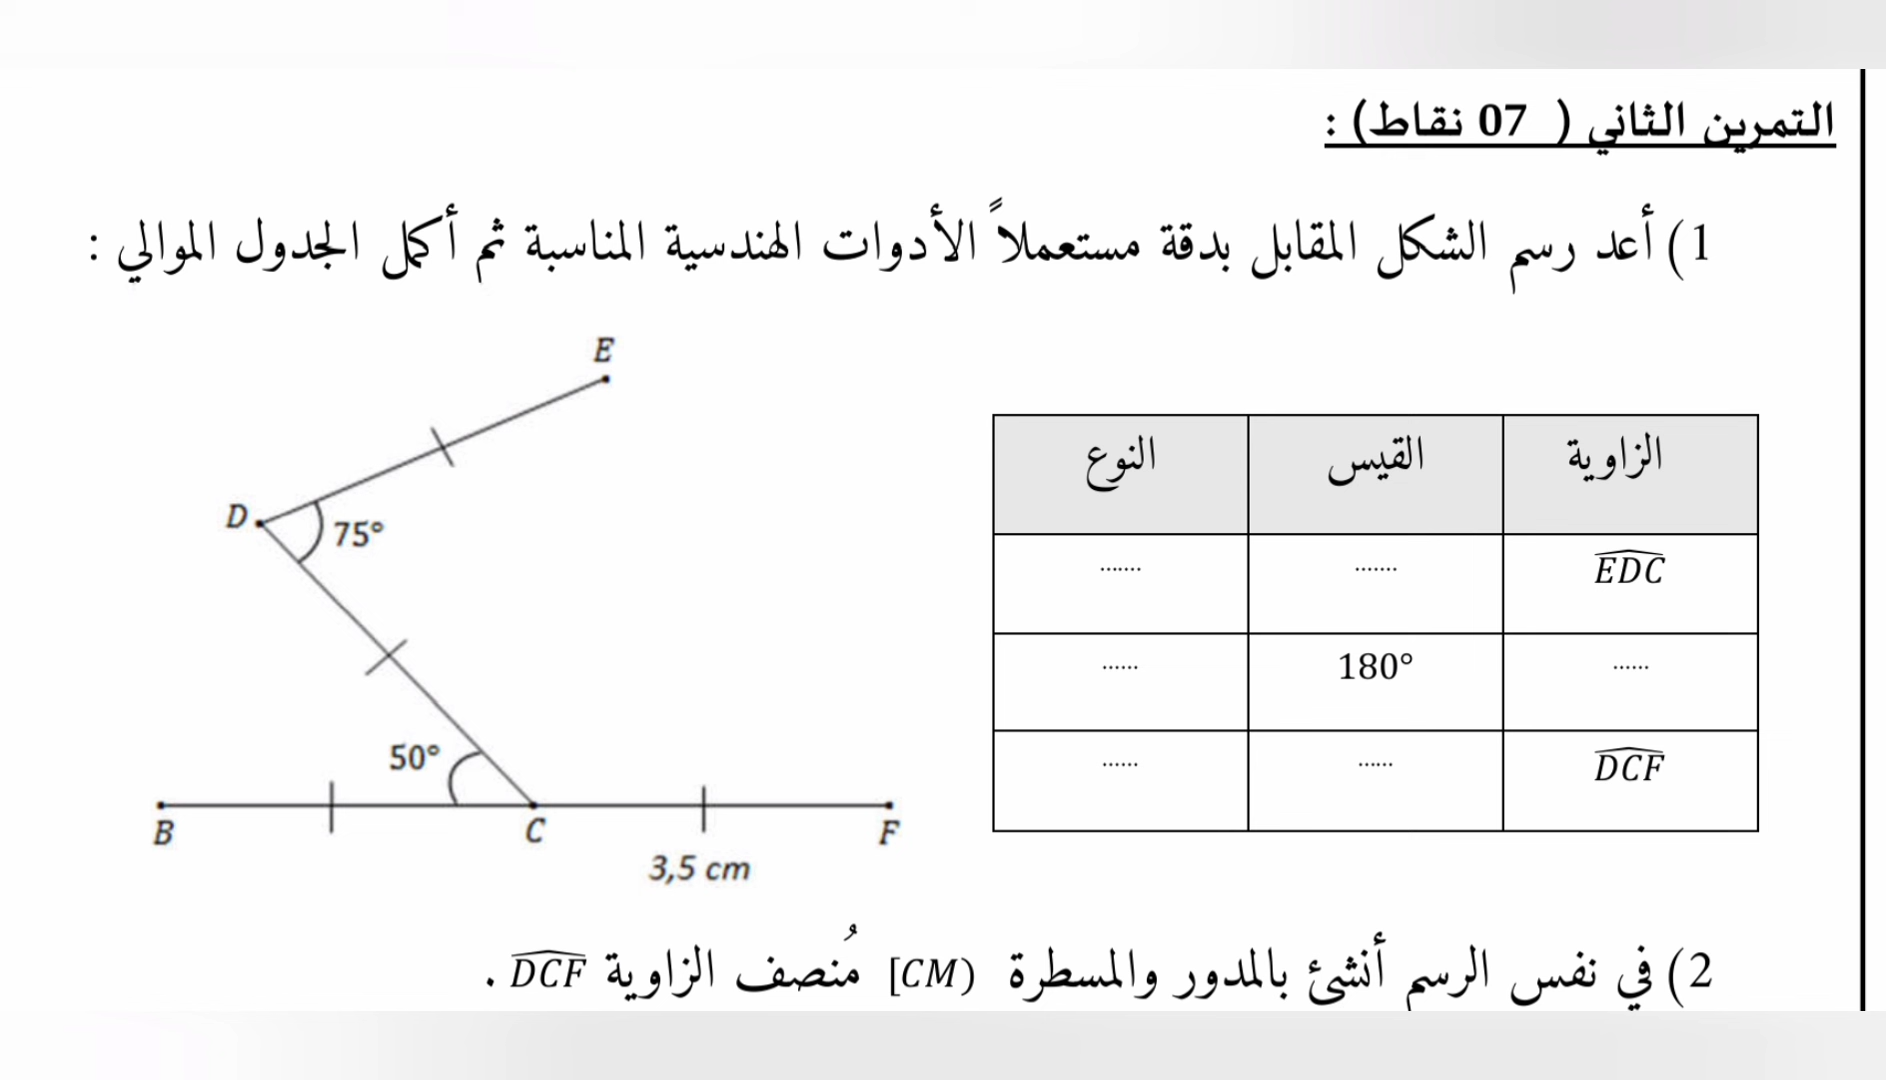 التمرين الثاني ( 07 نقاط) :
1) أعد رسم الشكل المقابل بدقة مستعملاً الأدوات الهندسية المناسبة ثم أكمل الجدول الموالي :
الزاوية القيس النوع
EDC ....... .......
...... 180° ......
DCF ...... ......
E
D
75°
50°
B C F
3,5 cm
2) في نفس الرسم أنشئ بالمدور والمسطرة [CM) مُنصف الزاوية DCF .